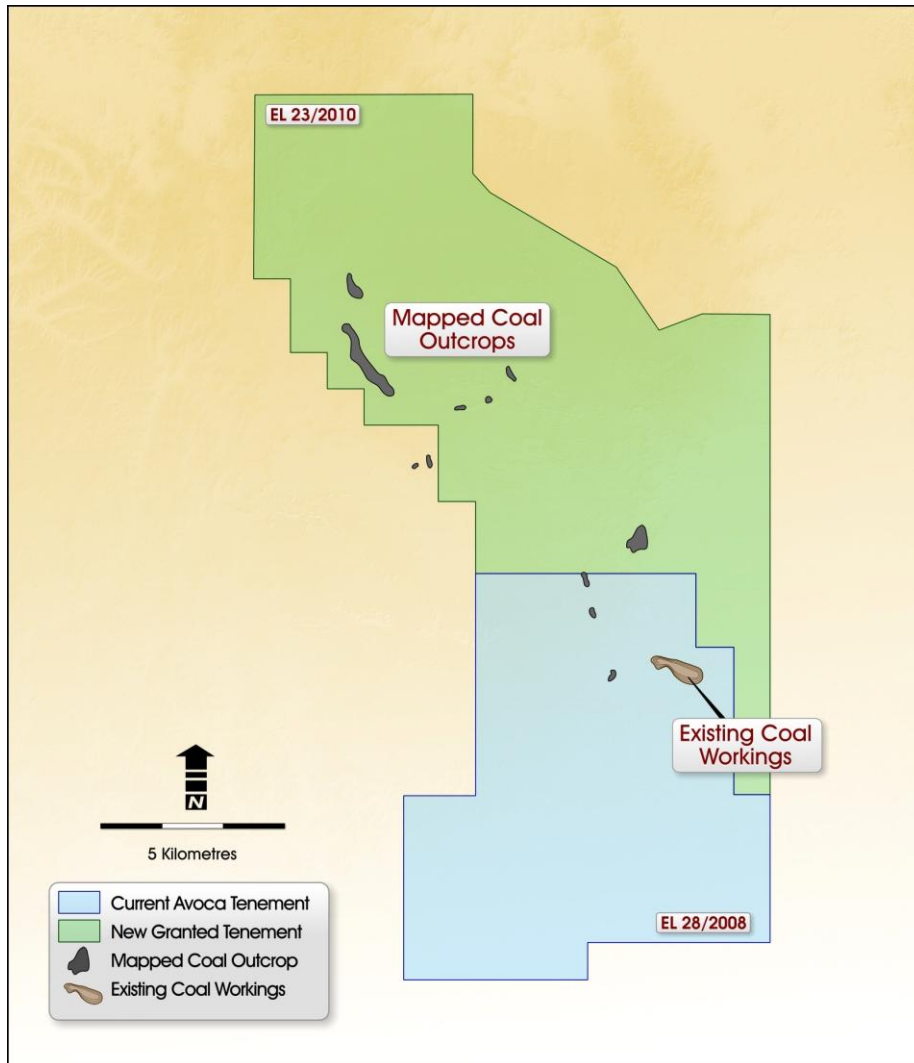 EL 23/2010
Mapped Coal
Outcrops
Existing Coal
Workings
N
5 Kilometres
EL 28/2008
Current Avoca Tenement
New Granted Tenement
Mapped Coal Outcrop
Existing Coal Workings